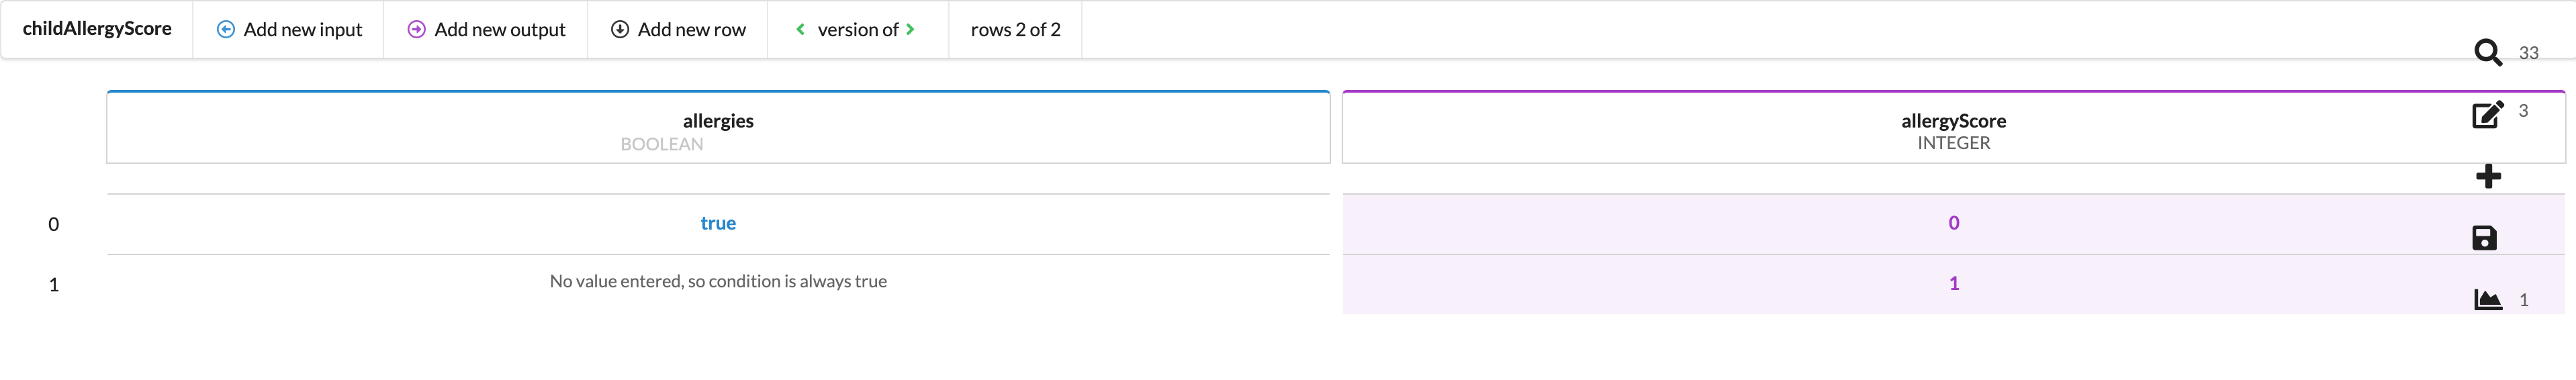 childAllergyScore
Add new input
Add new output
Add new row
version of
rows 2 of 2
33
allergies
BOOLEAN
allergyScore
INTEGER
3
0
true
0
1
No value entered, so condition is always true
1
1